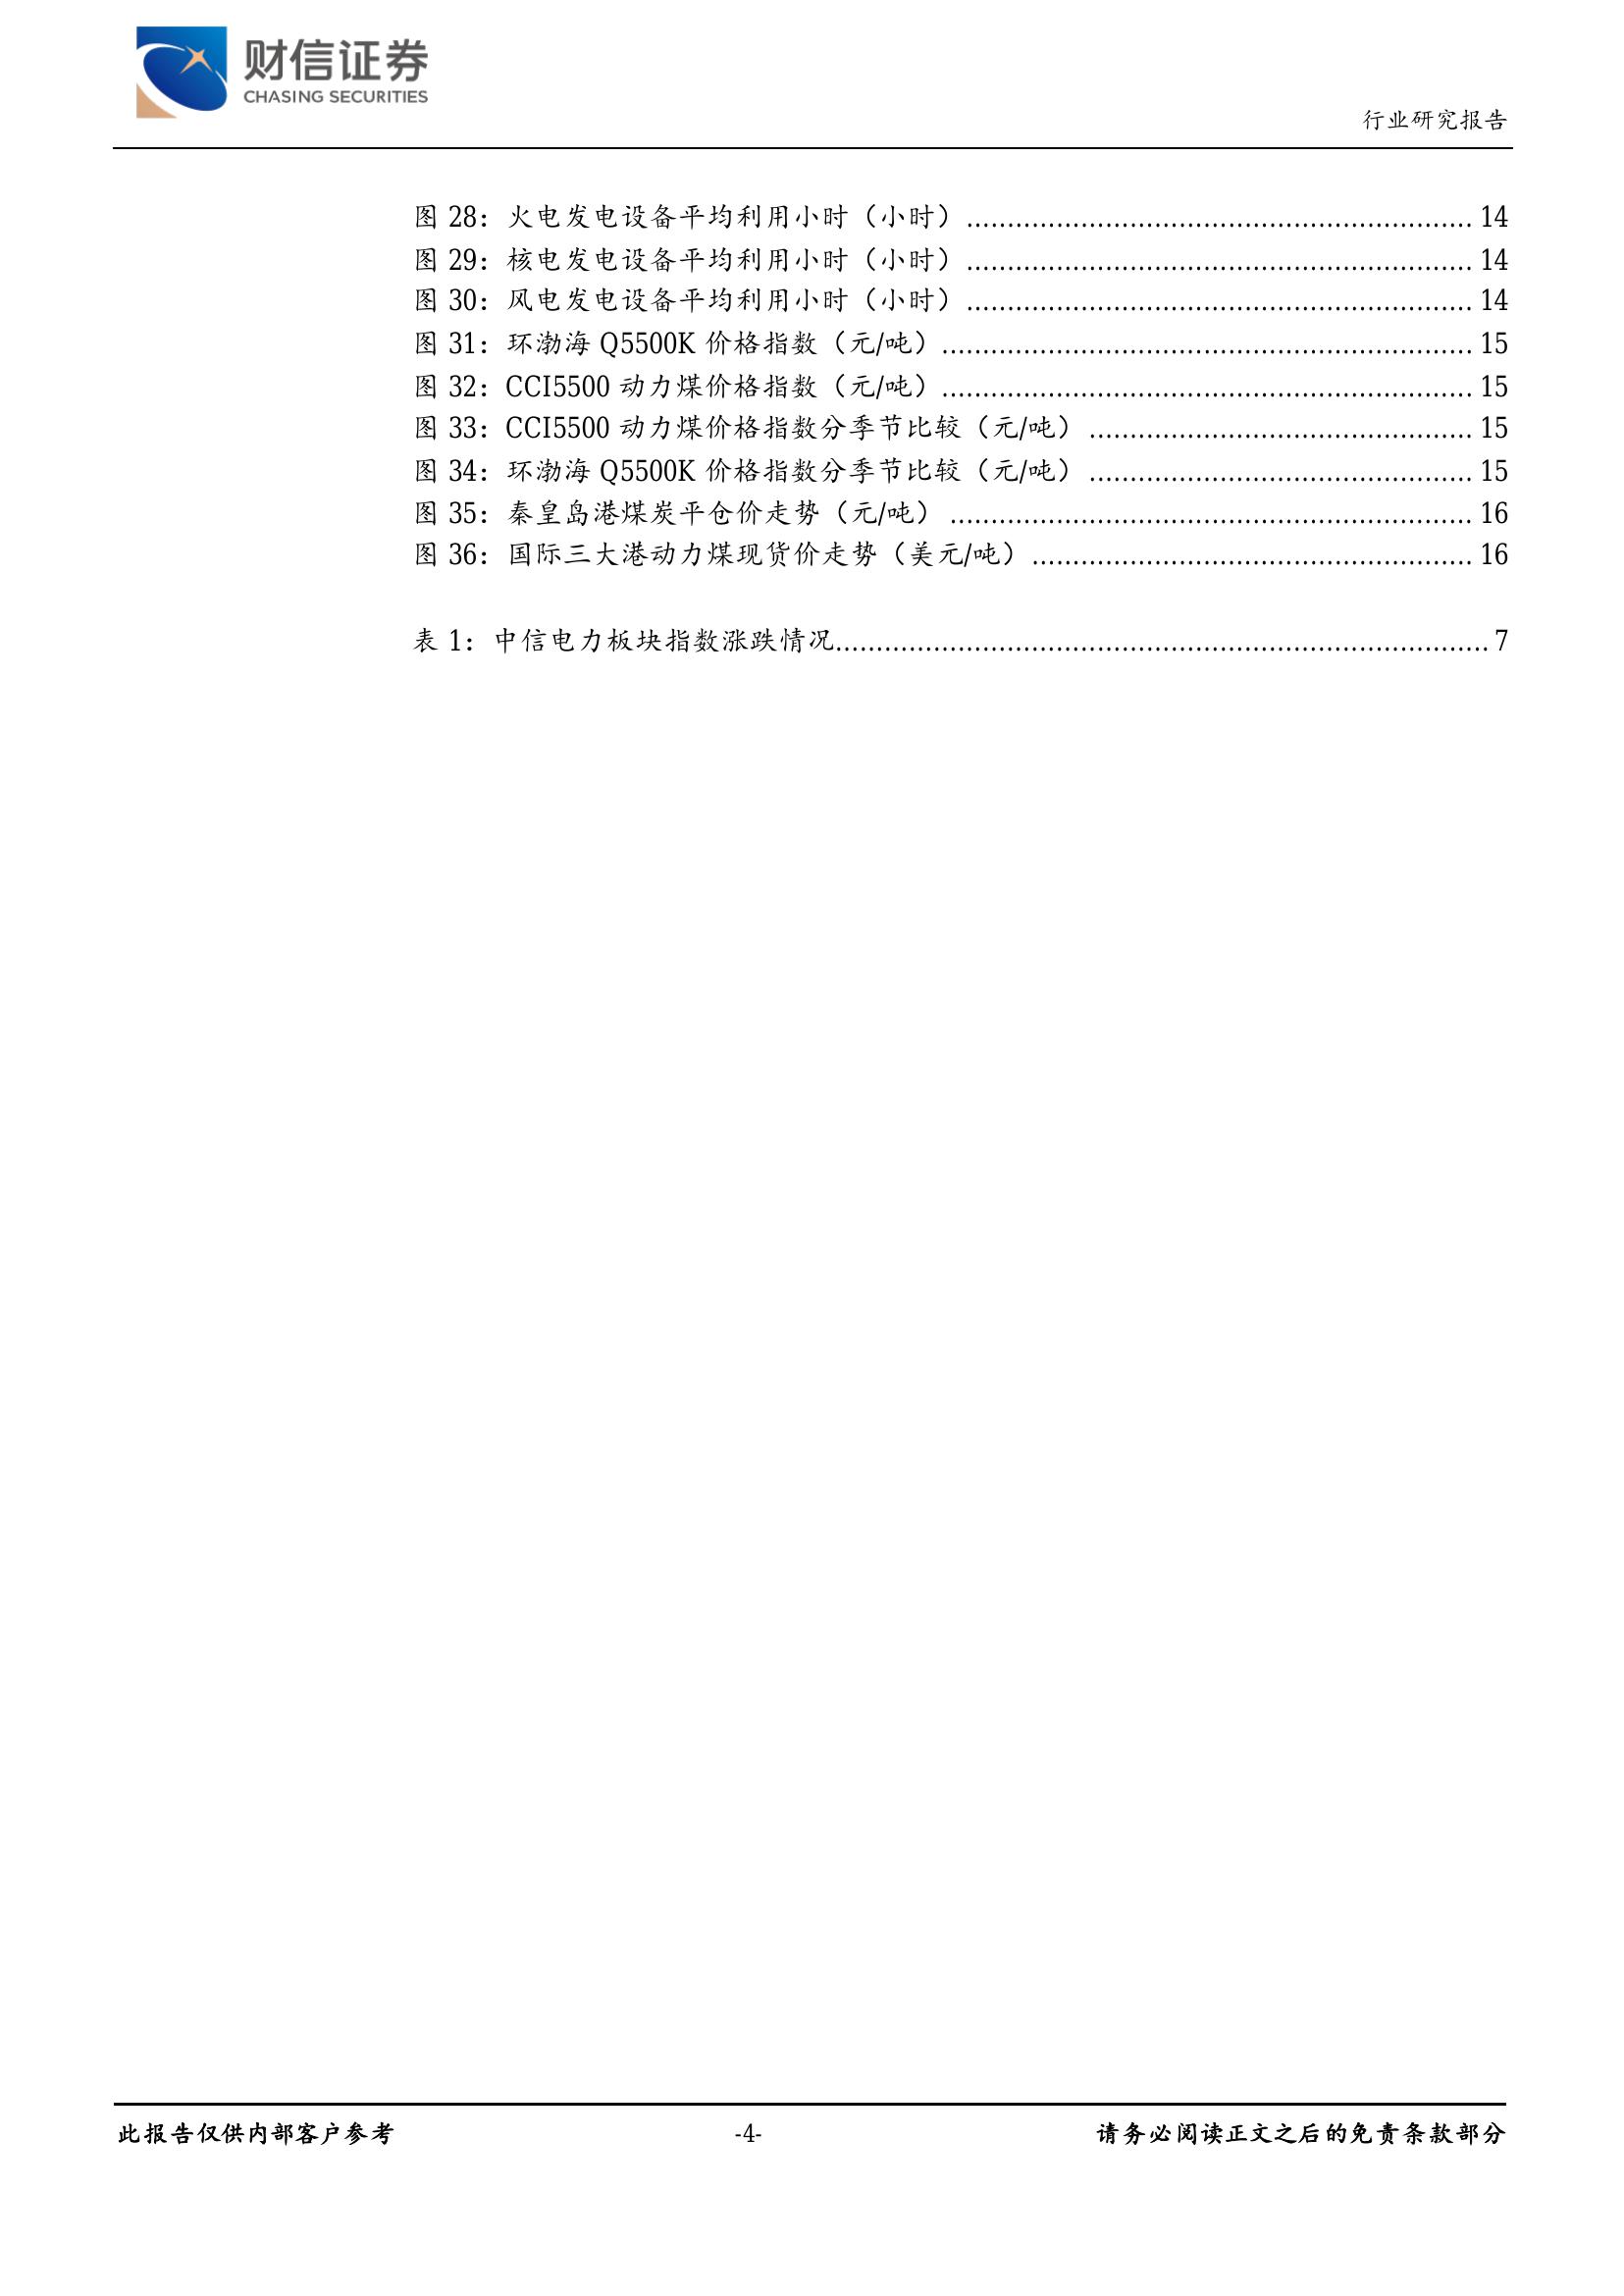 财信证券
CHASING SECURITIES
行业研究报告
图 28：火电发电设备平均利用小时（小时）.............................................................. 14
图 29：核电发电设备平均利用小时（小时）.............................................................. 14
图 30：风电发电设备平均利用小时（小时）.............................................................. 14
图 31：环渤海 Q5500K 价格指数（元/吨）................................................................. 15
图 32：CCI5500 动力煤价格指数（元/吨）................................................................. 15
图 33：CCI5500 动力煤价格指数分季节比较（元/吨）............................................... 15
图 34：环渤海 Q5500K 价格指数分季节比较（元/吨）............................................... 15
图 35：秦皇岛港煤炭平仓价走势（元/吨）................................................................ 16
图 36：国际三大港动力煤现货价走势（美元/吨）...................................................... 16
表 1：中信电力板块指数涨跌情况................................................................................ 7
此报告仅供内部客户参考
-4-
请务必阅读正文之后的免责条款部分